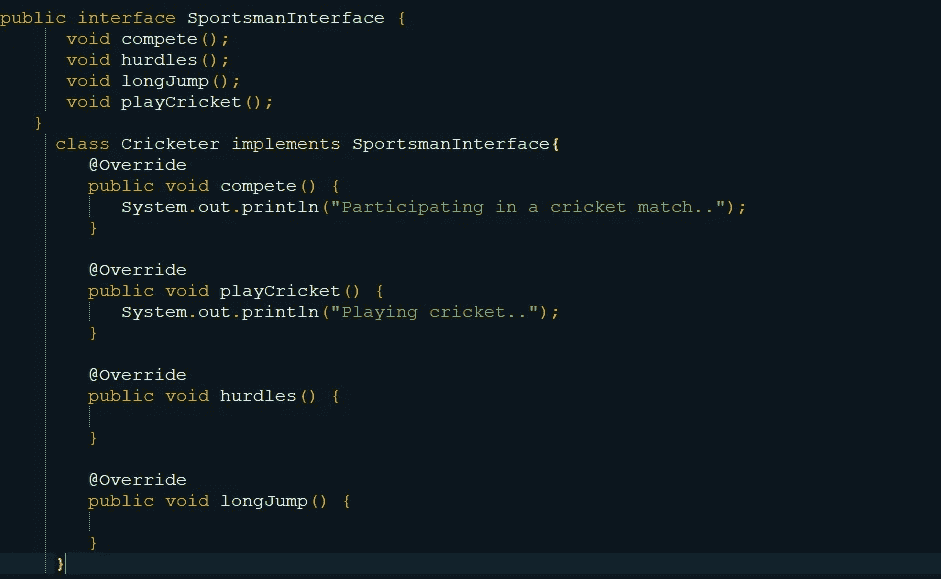 public interface SportsmanInterface {
void compete();
void hurdles();
void longJump();
void playCricket();
}
class Cricketer implements SportsmanInterface{
@Override
public void compete() {
System.out.println("Participating in a cricket match..");
}
@Override
public void playCricket() {
System.out.println("Playing cricket..");
}
@Override
public void hurdles() {
}
@Override
public void longJump() {
}
}